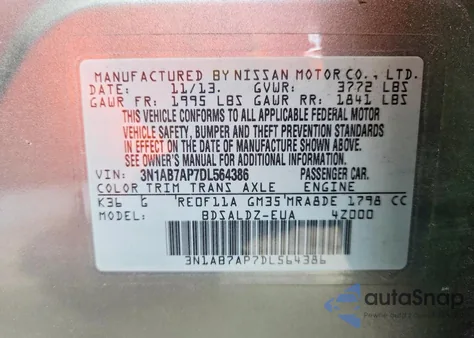 MANUFACTURED BY NISSAN MOTOR CO., LTD.
DATE: 11/13. GVWR: 3772 LBS
GAWR FR: 1995 LBS GAWR RR: 1841 LBS
THIS VEHICLE CONFORMS TO ALL APPLICABLE FEDERAL MOTOR
VEHICLE SAFETY, BUMPER AND THEFT PREVENTION STANDARDS
IN EFFECT ON THE DATE OF MANUFACTURE SHOWN ABOVE.
SEE OWNER'S MANUAL FOR ADDITIONAL INFORMATION.
VIN: 3N1AB7AP7DL564386 PASSENGER CAR.
COLOR TRIM TRANS AXLE ENGINE
K36 G RE0F11A GM35 MRA8DE 1798 CC
MODEL BDSALDZ-EUA 4Z000
3N1AB7AP7DL564386
autoSnap